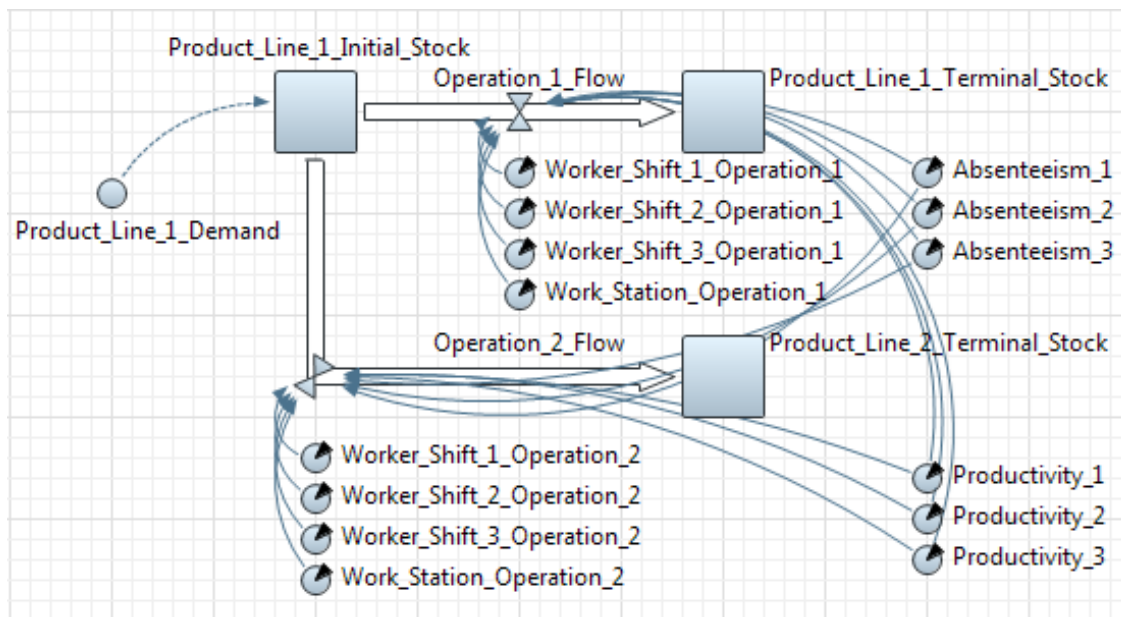 Product_Line_1_Initial_Stock
Operation_1_Flow
Product_Line_1_Terminal_Stock
Worker_Shift_1_Operation_1
Absenteeism_1
Worker_Shift_2_Operation_1
Absenteeism_2
Product_Line_1_Demand
Worker_Shift_3_Operation_1
Absenteeism_3
Work_Station_Operation_1
Operation_2_Flow
Product_Line_2_Terminal_Stock
Worker_Shift_1_Operation_2
Productivity_1
Worker_Shift_2_Operation_2
Productivity_2
Worker_Shift_3_Operation_2
Productivity_3
Work_Station_Operation_2